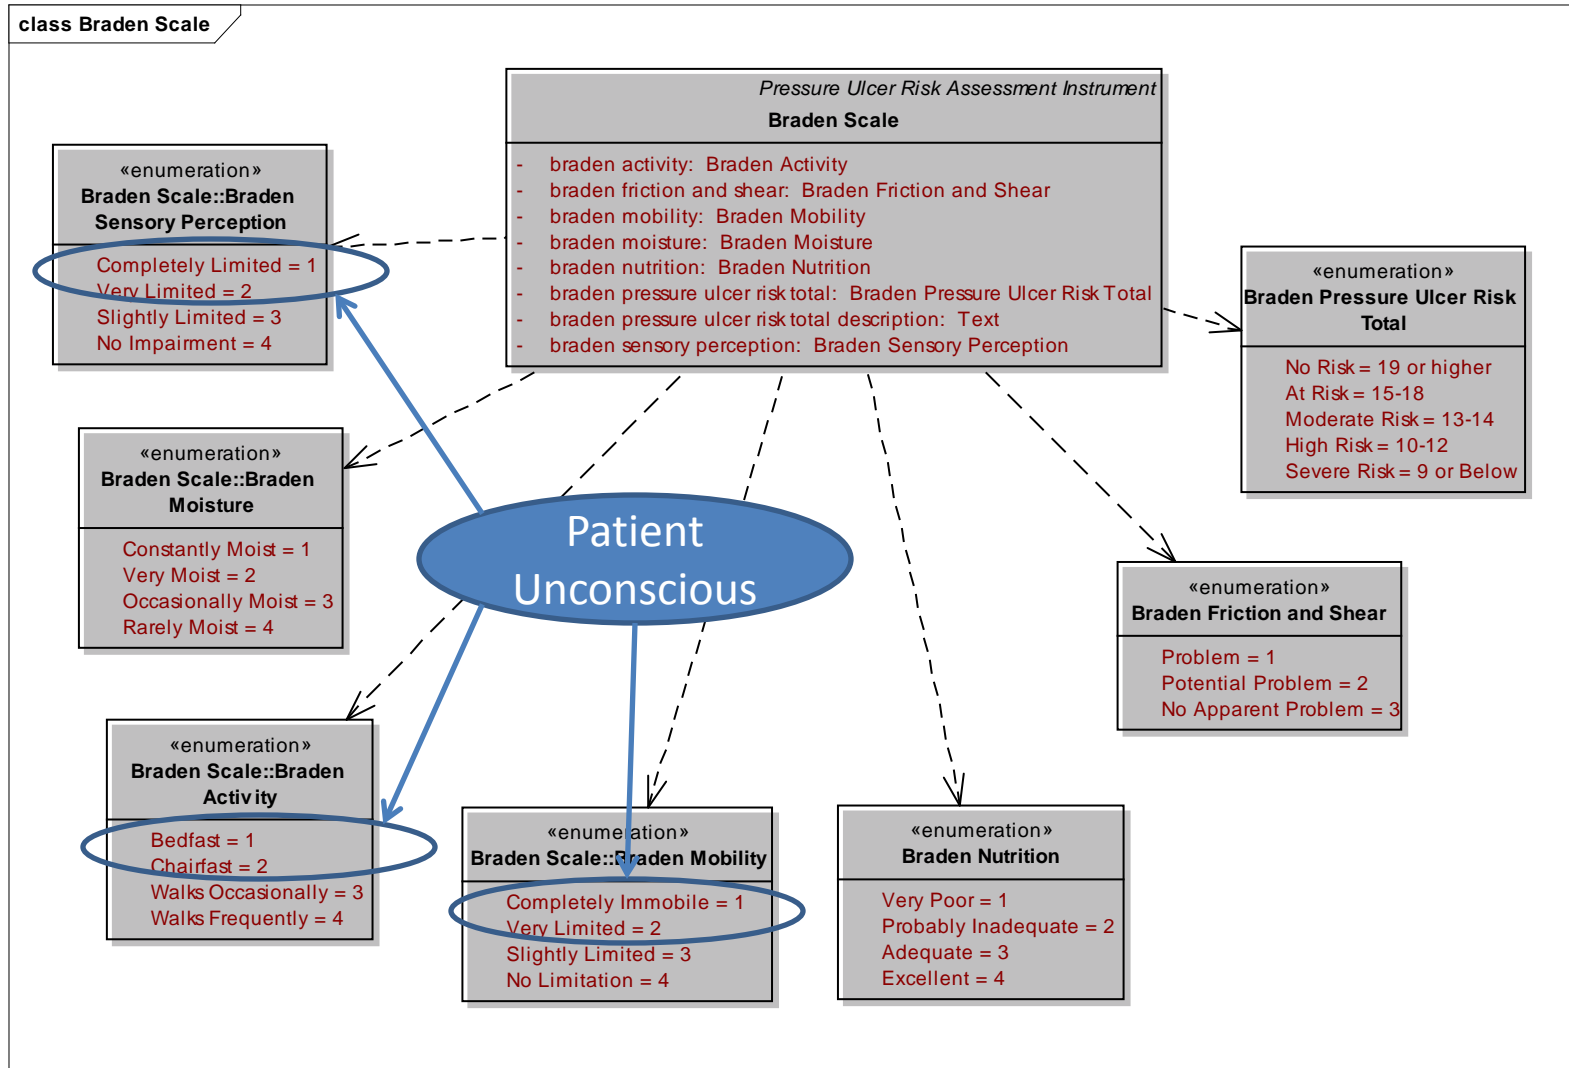 class Braden Scale
Pressure Ulcer Risk Assessment Instrument
Braden Scale
- braden activity: Braden Activity
- braden friction and shear: Braden Friction and Shear
- braden mobility: Braden Mobility
- braden moisture: Braden Moisture
- braden nutrition: Braden Nutrition
- braden pressure ulcer risk total: Braden Pressure Ulcer Risk Total
- braden pressure ulcer risk total description: Text
- braden sensory perception: Braden Sensory Perception
«enumeration»
Braden Scale::Braden
Sensory Perception
Completely Limited = 1
Very Limited = 2
Slightly Limited = 3
No Impairment = 4
«enumeration»
Braden Pressure Ulcer Risk
Total
No Risk = 19 or higher
At Risk = 15-18
Moderate Risk = 13-14
High Risk = 10-12
Severe Risk = 9 or Below
«enumeration»
Braden Scale::Braden
Moisture
Constantly Moist = 1
Very Moist = 2
Occasionally Moist = 3
Rarely Moist = 4
Patient
Unconscious
«enumeration»
Braden Friction and Shear
Problem = 1
Potential Problem = 2
No Apparent Problem = 3
«enumeration»
Braden Scale::Braden
Activity
Bedfast = 1
Chairfast = 2
Walks Occasionally = 3
Walks Frequently = 4
«enumeration»
Braden Scale::Braden Mobility
Completely Immobile = 1
Very Limited = 2
Slightly Limited = 3
No Limitation = 4
«enumeration»
Braden Nutrition
Very Poor = 1
Probably Inadequate = 2
Adequate = 3
Excellent = 4